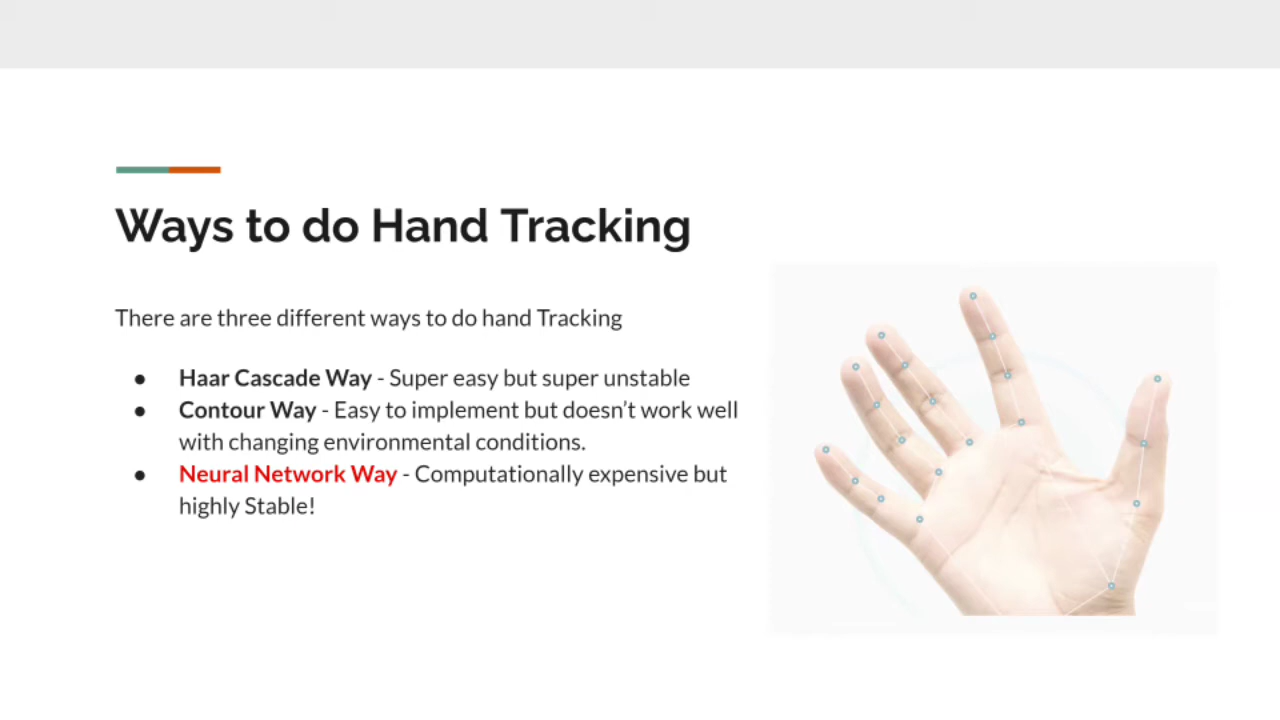 Ways to do Hand Tracking
There are three different ways to do hand Tracking
● Haar Cascade Way - Super easy but super unstable
● Contour Way - Easy to implement but doesn’t work well
with changing environmental conditions.
● Neural Network Way - Computationally expensive but
highly Stable!